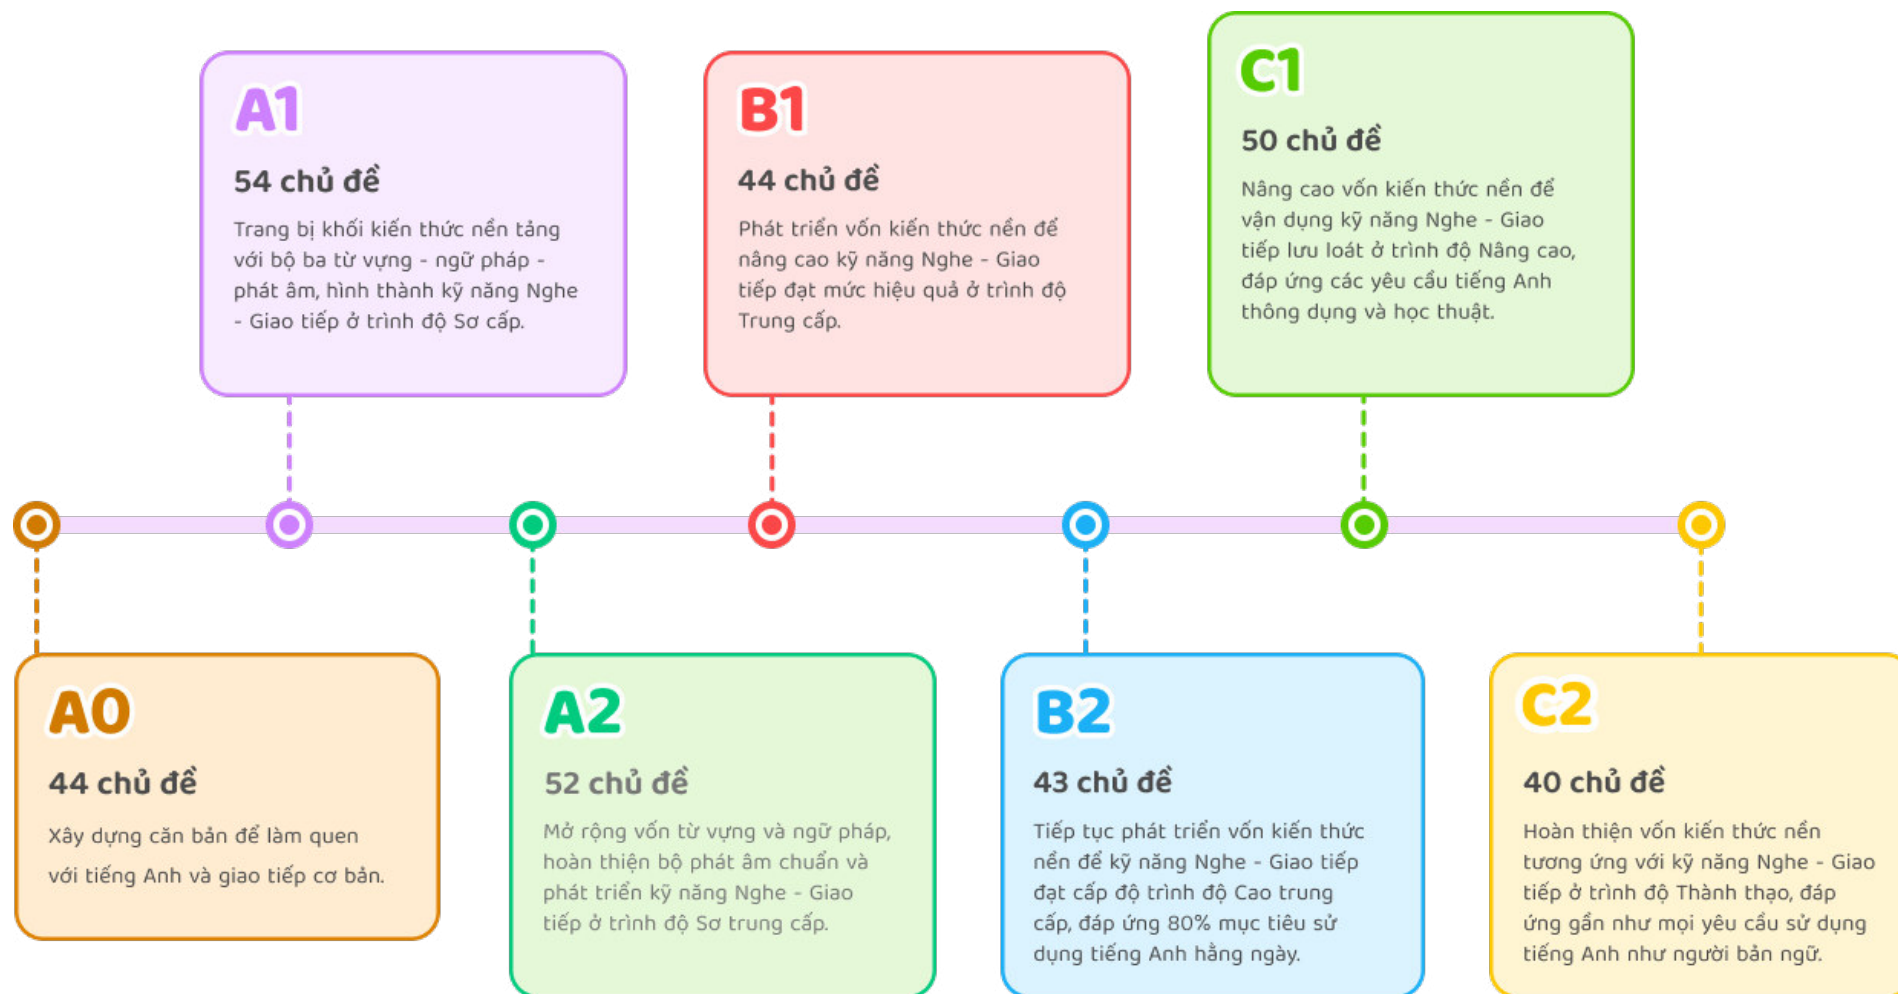 A1
54 chủ đề
Trang bị khối kiến thức nền tảng
với bộ ba từ vựng - ngữ pháp -
phát âm, hình thành kỹ năng Nghe
- Giao tiếp ở trình độ Sơ cấp.
B1
44 chủ đề
Phát triển vốn kiến thức nền để
nâng cao kỹ năng Nghe - Giao
tiếp đạt mức hiệu quả ở trình độ
Trung cấp.
C1
50 chủ đề
Nâng cao vốn kiến thức nền để
vận dụng kỹ năng Nghe - Giao
tiếp lưu loát ở trình độ Nâng cao,
đáp ứng các yêu cầu tiếng Anh
thông dụng và học thuật.
A0
44 chủ đề
Xây dựng căn bản để làm quen
với tiếng Anh và giao tiếp cơ bản.
A2
52 chủ đề
Mở rộng vốn từ vựng và ngữ pháp,
hoàn thiện bộ phát âm chuẩn và
phát triển kỹ năng Nghe - Giao
tiếp ở trình độ Sơ trung cấp.
B2
43 chủ đề
Tiếp tục phát triển vốn kiến thức
nền để kỹ năng Nghe - Giao tiếp
đạt cấp độ trình độ Cao trung
cấp, đáp ứng 80% mục tiêu sử
dụng tiếng Anh hằng ngày.
C2
40 chủ đề
Hoàn thiện vốn kiến thức nền
tương ứng với kỹ năng Nghe - Giao
tiếp ở trình độ Thành thạo, đáp
ứng gần như mọi yêu cầu sử dụng
tiếng Anh như người bản ngữ.